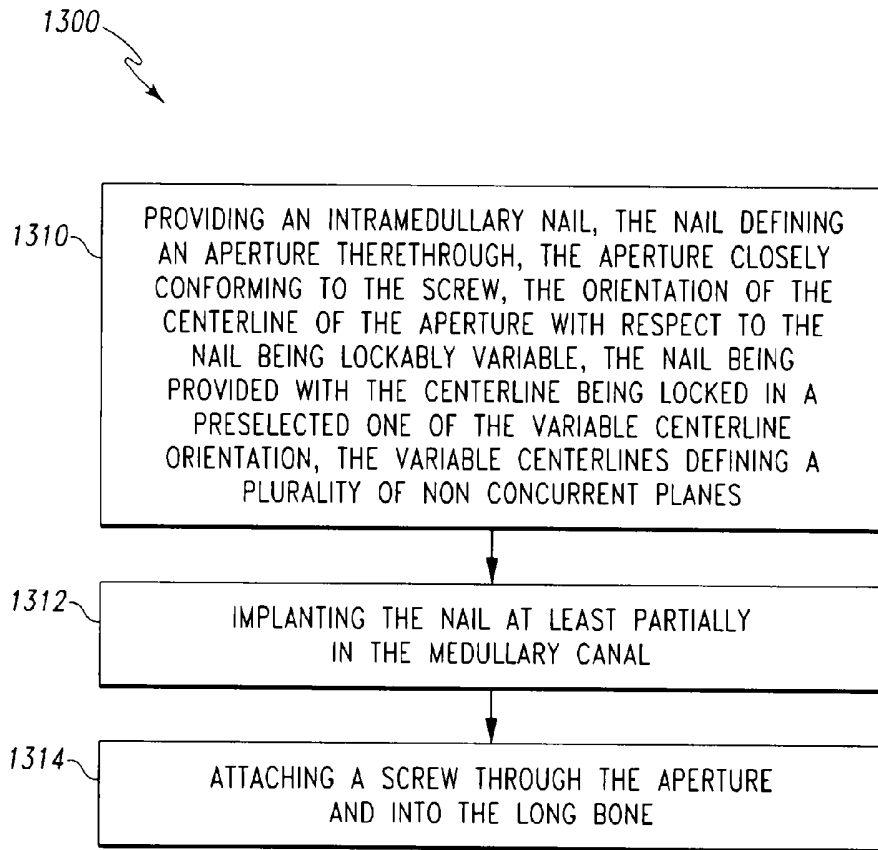 1300
1310
PROVIDING AN INTRAMEDULLARY NAIL, THE NAIL DEFINING
AN APERTURE THERETHROUGH, THE APERTURE CLOSELY
CONFORMING TO THE SCREW, THE ORIENTATION OF THE
CENTERLINE OF THE APERTURE WITH RESPECT TO THE
NAIL BEING LOCKABLY VARIABLE, THE NAIL BEING
PROVIDED WITH THE CENTERLINE BEING LOCKED IN A
PRESELECTED ONE OF THE VARIABLE CENTERLINE
ORIENTATION, THE VARIABLE CENTERLINES DEFINING A
PLURALITY OF NON CONCURRENT PLANES
1312
IMPLANTING THE NAIL AT LEAST PARTIALLY
IN THE MEDULLARY CANAL
1314
ATTACHING A SCREW THROUGH THE APERTURE
AND INTO THE LONG BONE